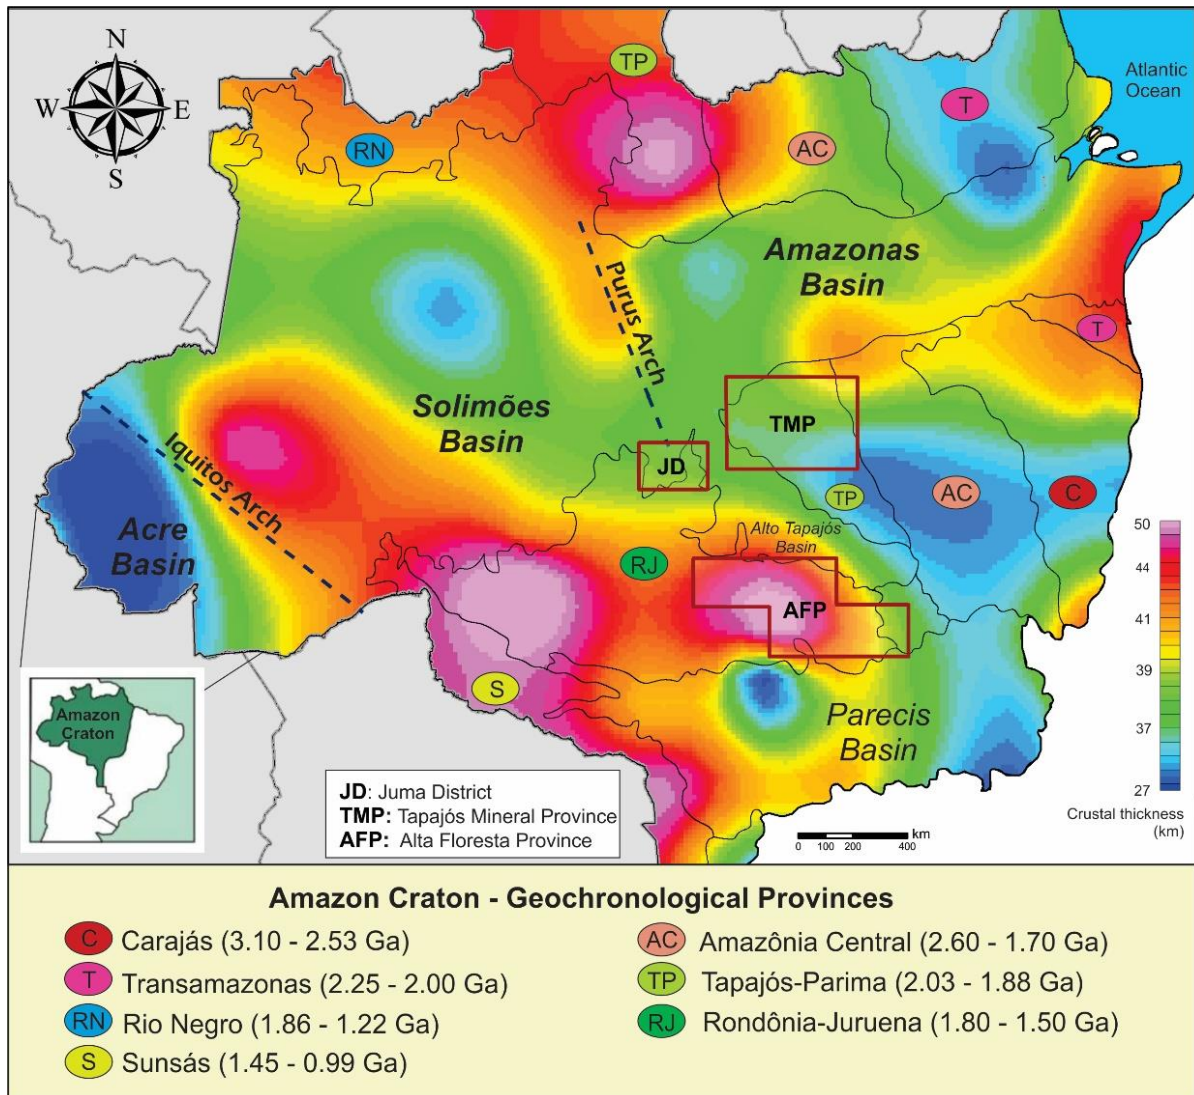 N
W
E
S
TP
T
Atlantic
Ocean
RN
AC
Amazonas
Basin
Purus Arch
T
Solimões
Basin
TMP
JD
Iquitos Arch
TP
AC
C
Acre
Basin
Alto Tapajós
Basin
RJ
AFP
S
Parecis
Basin
50
44
41
39
37
27
Crustal thickness
(km)
Amazon
Craton
JD: Juma District
TMP: Tapajós Mineral Province
AFP: Alta Floresta Province
km
0 100 200 400
Amazon Craton - Geochronological Provinces
C Carajás (3.10 - 2.53 Ga)
T Transamazonas (2.25 - 2.00 Ga)
RN Rio Negro (1.86 - 1.22 Ga)
S Sunsás (1.45 - 0.99 Ga)
AC Amazônia Central (2.60 - 1.70 Ga)
TP Tapajós-Parima (2.03 - 1.88 Ga)
RJ Rondônia-Juruena (1.80 - 1.50 Ga)